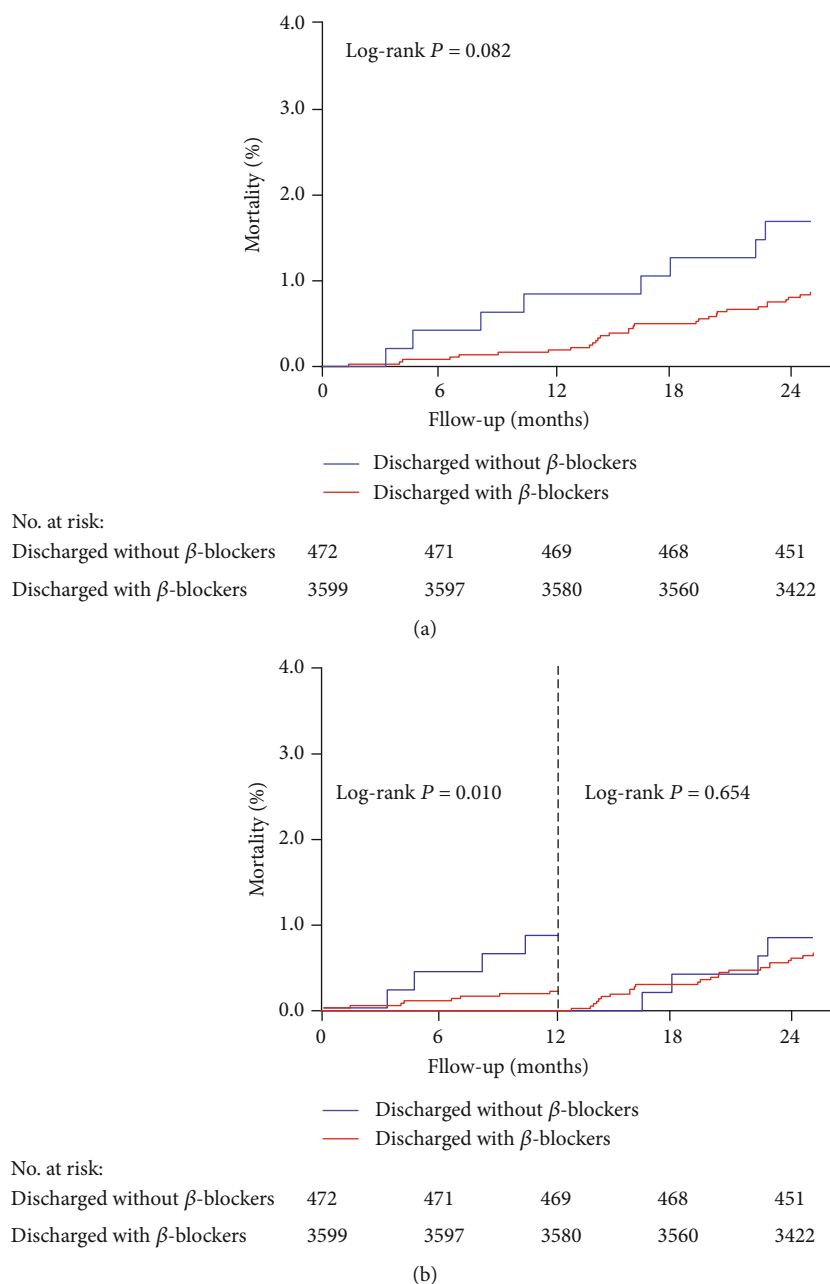 4.0
Log-rank P = 0.082
3.0
Mortality (%)
2.0
1.0
0.0
0 6 12 18 24
Fllow-up (months)
Discharged without β-blockers
Discharged with β-blockers
No. at risk:
Discharged without β-blockers 472 471 469 468 451
Discharged with β-blockers 3599 3597 3580 3560 3422
(a)
4.0
3.0
Log-rank P = 0.010 Log-rank P = 0.654
Mortality (%)
2.0
1.0
0.0
0 6 12 18 24
Fllow-up (months)
Discharged without β-blockers
Discharged with β-blockers
No. at risk:
Discharged without β-blockers 472 471 469 468 451
Discharged with β-blockers 3599 3597 3580 3560 3422
(b)